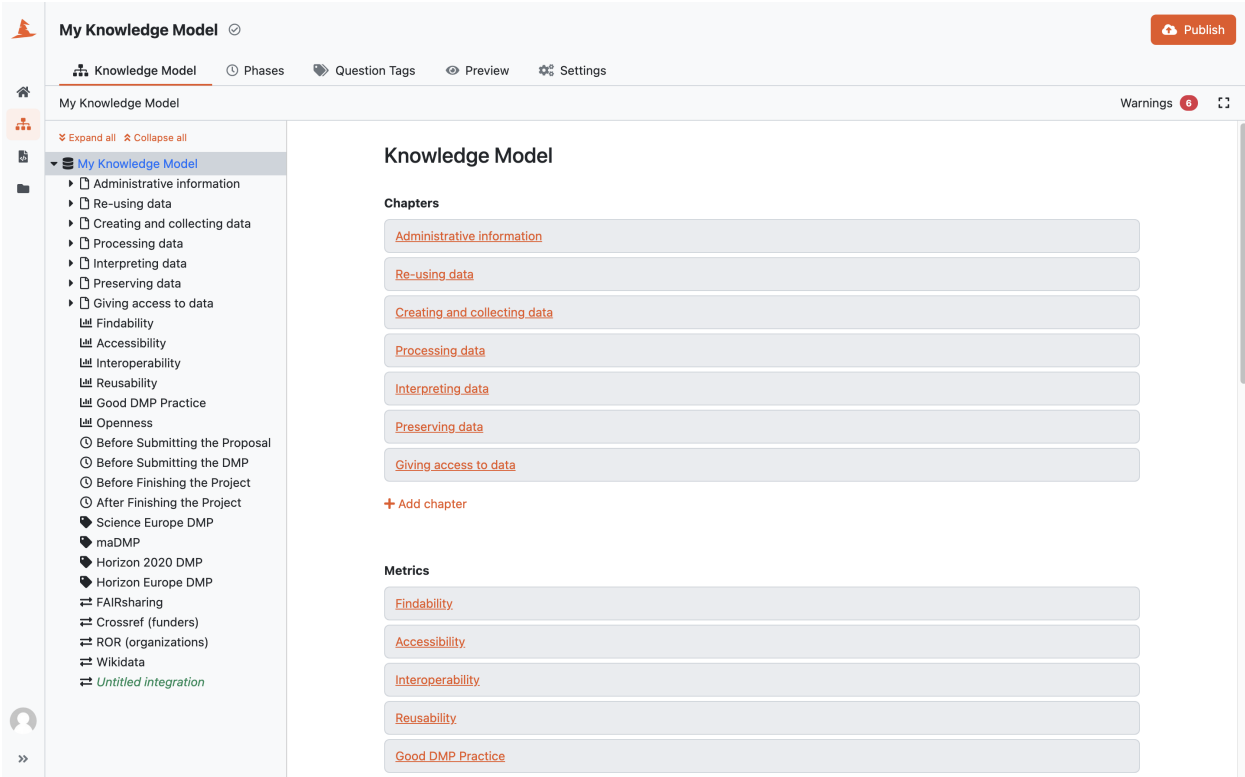 My Knowledge Model
Publish
Knowledge Model
Phases
Question Tags
Preview
Settings
My Knowledge Model
Warnings 6
Expand all Collapse all
My Knowledge Model
Administrative information
Re-using data
Creating and collecting data
Processing data
Interpreting data
Preserving data
Giving access to data
Findability
Accessibility
Interoperability
Reusability
Good DMP Practice
Openness
Before Submitting the Proposal
Before Submitting the DMP
Before Finishing the Project
After Finishing the Project
Science Europe DMP
maDMP
Horizon 2020 DMP
Horizon Europe DMP
FAIRsharing
Crossref (funders)
ROR (organizations)
Wikidata
Untitled integration
Knowledge Model
Chapters
Administrative information
Re-using data
Creating and collecting data
Processing data
Interpreting data
Preserving data
Giving access to data
Add chapter
Metrics
Findability
Accessibility
Interoperability
Reusability
Good DMP Practice